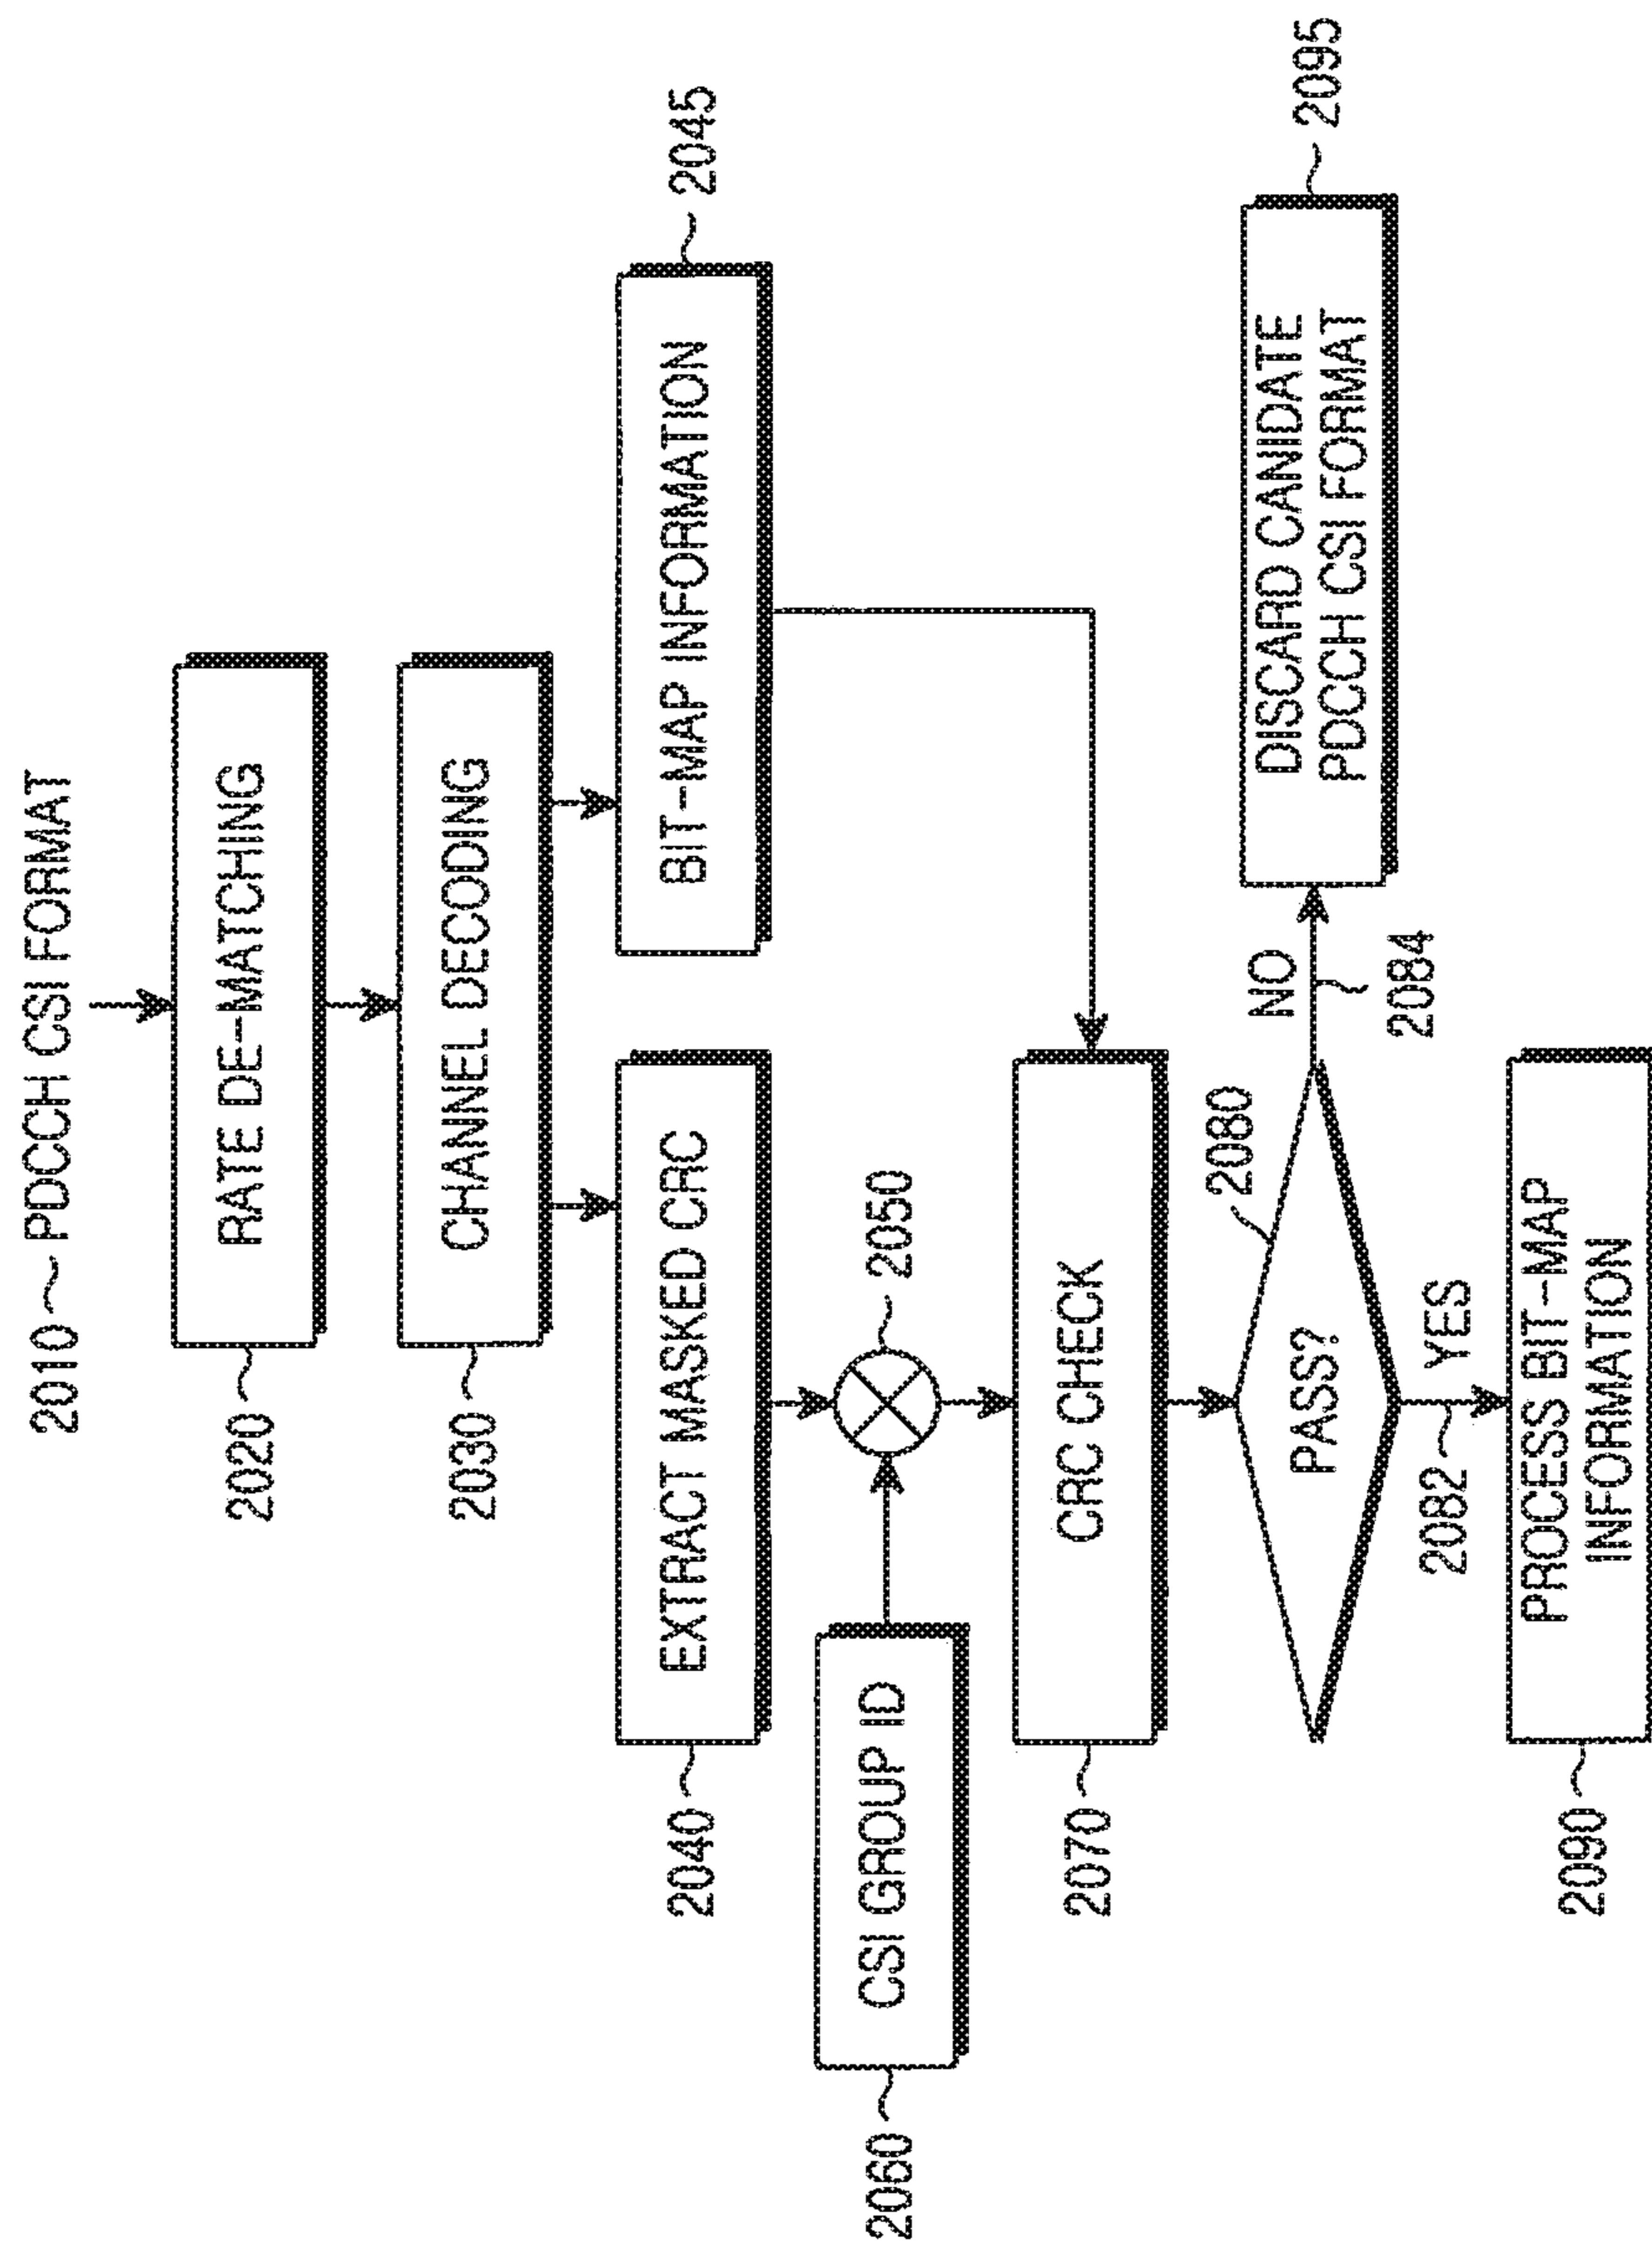 2010 PDCCH CSI FORMAT
RATE DE-MATCHING
2020
CHANNEL DECODING
2030
EXTRACT MASKED CRC
2040
BIT-MAP INFORMATION
2045
2050
CSI GROUP ID
2060
CRC CHECK
2070
2080
PASS?
NO
2084
DISCARD CANDIDATE
PDCCH CSI FORMAT
2095
2082
YES
PROCESS BIT-MAP
INFORMATION
2090